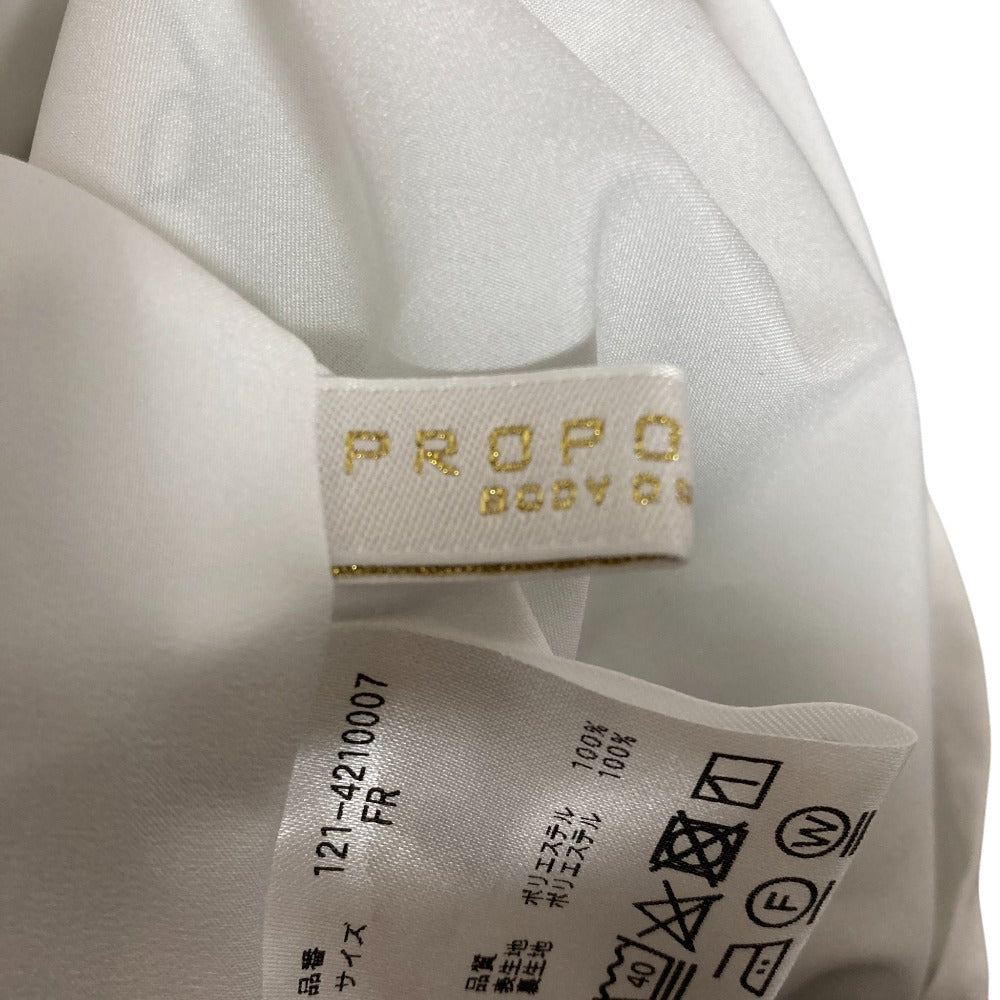 PROPO
BODY
品番 121-4210007
サイズ FR
品質
表生地 ポリエステル 100%
裏生地 ポリエステル 100%
40
W
F